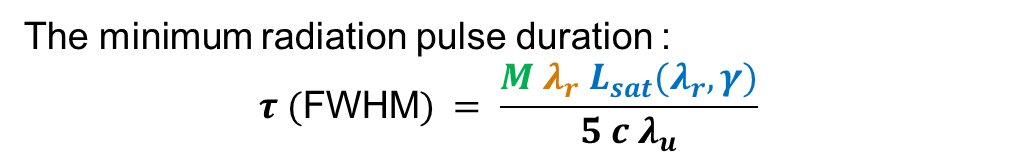 The minimum radiation pulse duration :
τ (FWHM) = M λr Lsat(λr, γ) / 5 c λu